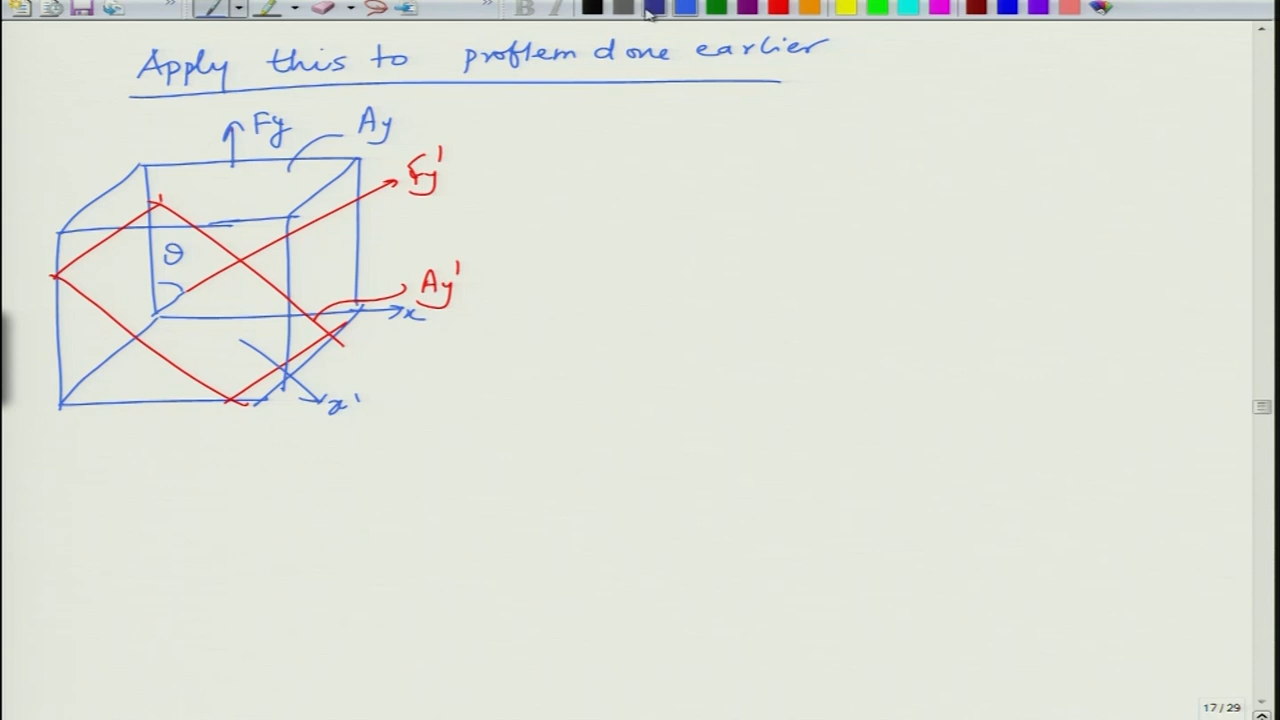 Apply this to problem done earlier
Fy
Ay
Fy'
θ
Ay'
x
x'
17 / 29